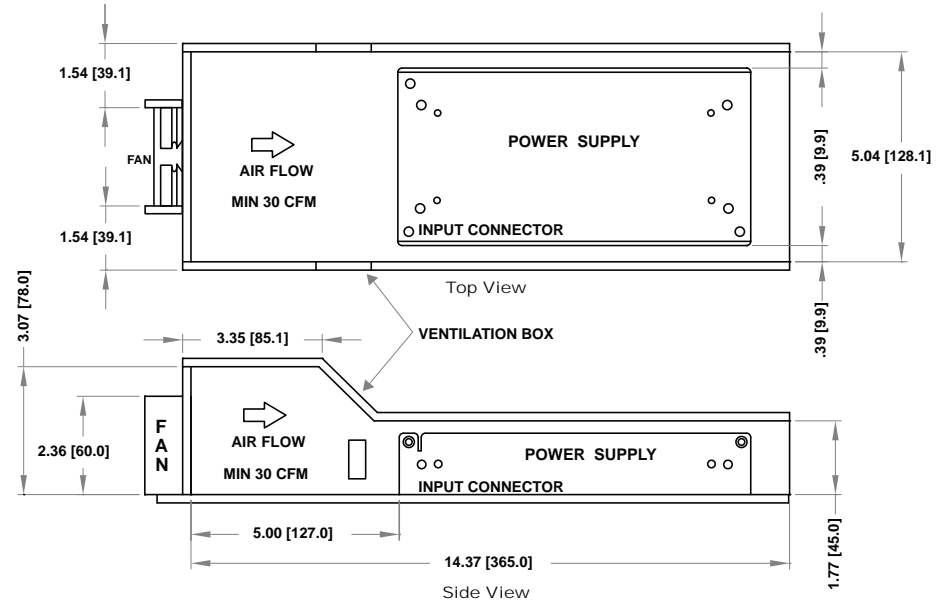 1.54 [39.1]
FAN
1.54 [39.1]
AIR FLOW
MIN 30 CFM
POWER SUPPLY
INPUT CONNECTOR
.39 [9.9]
5.04 [128.1]
.39 [9.9]
Top View
VENTILATION BOX
3.07 [78.0]
3.35 [85.1]
2.36 [60.0]
F
A
N
AIR FLOW
MIN 30 CFM
POWER SUPPLY
INPUT CONNECTOR
5.00 [127.0]
14.37 [365.0]
1.77 [45.0]
Side View